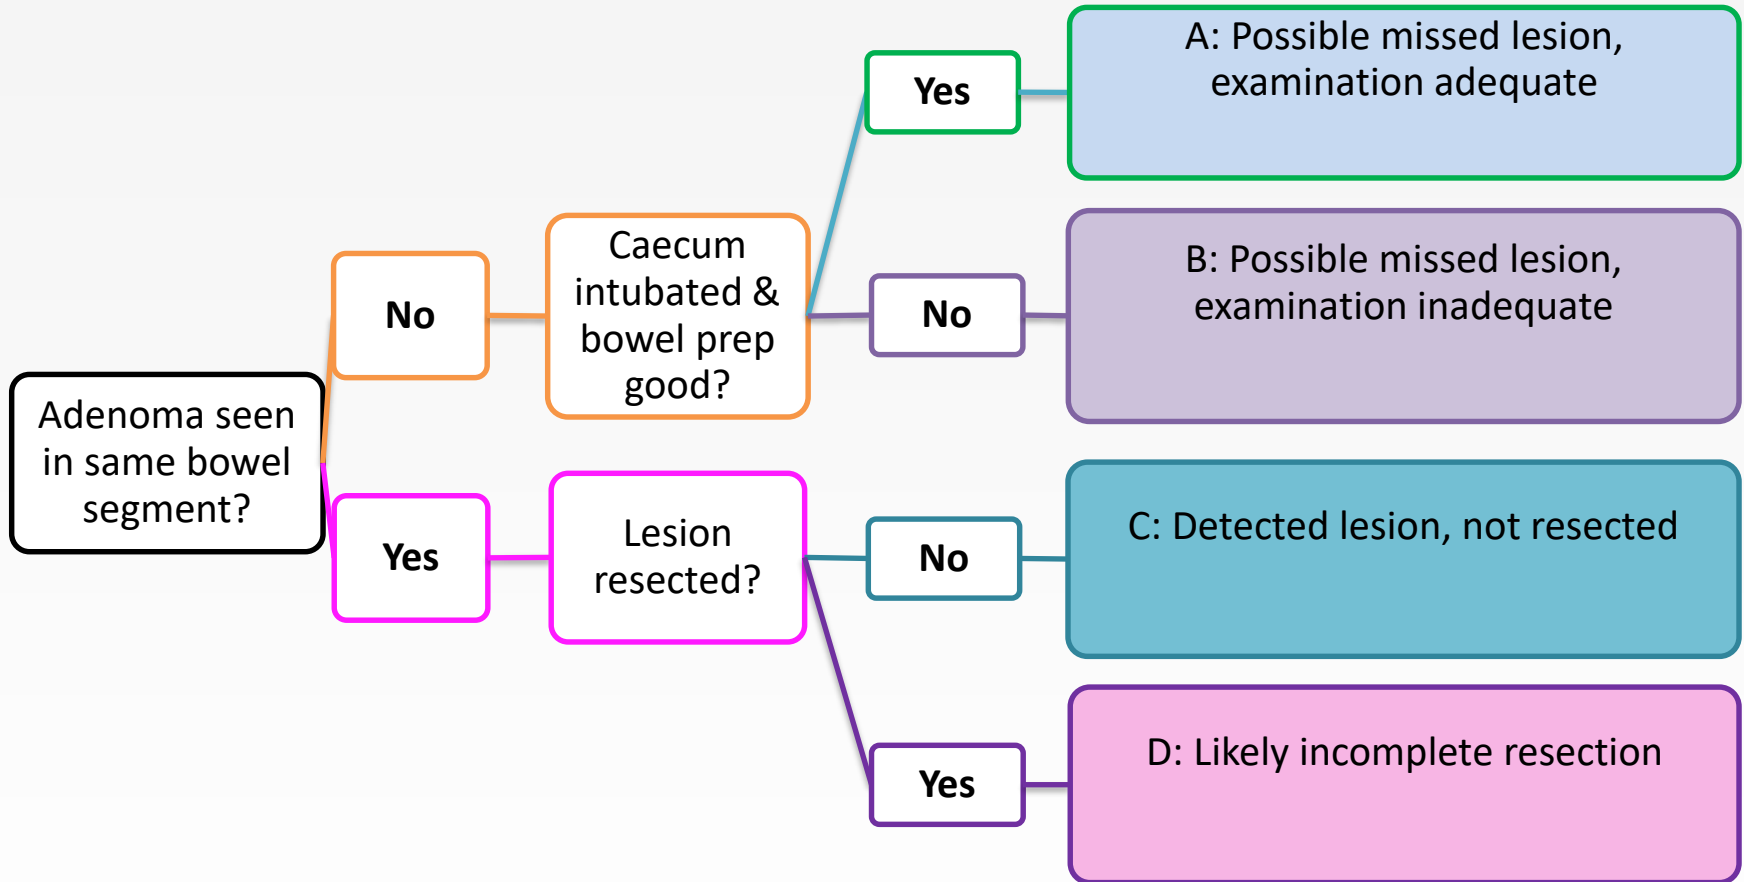 Adenoma seen
in same bowel
segment?
No
Caecum
intubated &
bowel prep
good?
Yes
A: Possible missed lesion,
examination adequate
No
B: Possible missed lesion,
examination inadequate
Yes
Lesion
resected?
No
C: Detected lesion, not resected
Yes
D: Likely incomplete resection